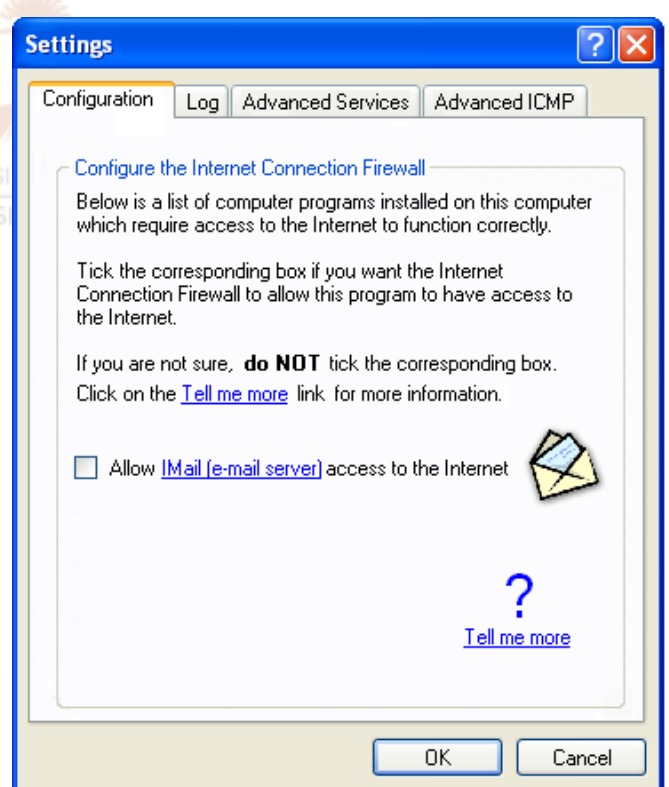 Settings
Configuration Log Advanced Services Advanced ICMP
Configure the Internet Connection Firewall
Below is a list of computer programs installed on this computer
which require access to the Internet to function correctly.
Tick the corresponding box if you want the Internet
Connection Firewall to allow this program to have access to
the Internet.
If you are not sure, do NOT tick the corresponding box.
Click on the Tell me more link for more information.
Allow IMail (e-mail server) access to the Internet
?
Tell me more
OK Cancel